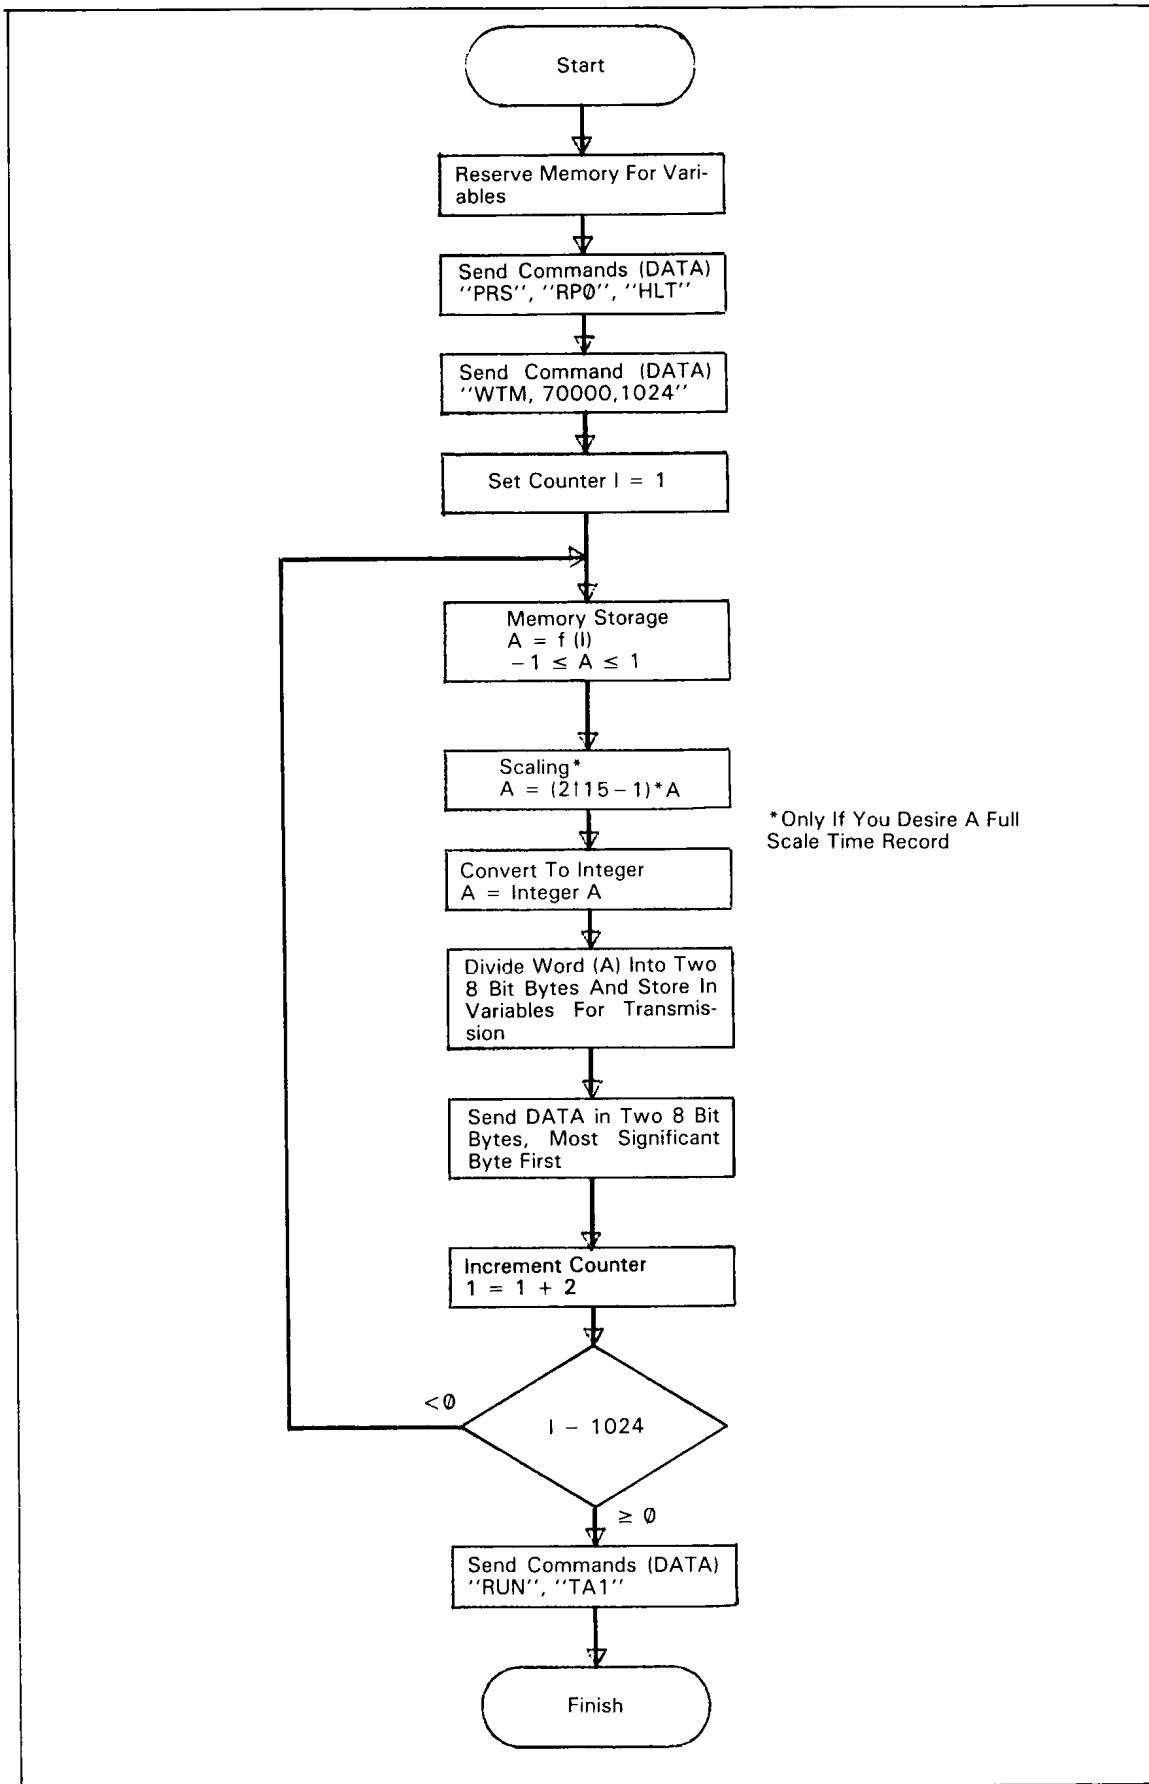 Start
Reserve Memory For Vari-
ables
Send Commands (DATA)
"PRS", "RPØ", "HLT"
Send Command (DATA)
"WTM, 70000,1024"
Set Counter I = 1
Memory Storage
A = f (I)
-1 ≤ A ≤ 1
Scaling*
A = (2↑15-1)*A
*Only If You Desire A Full
Scale Time Record
Convert To Integer
A = Integer A
Divide Word (A) Into Two
8 Bit Bytes And Store In
Variables For Transmis-
sion
Send DATA in Two 8 Bit
Bytes, Most Significant
Byte First
Increment Counter
1 = 1 + 2
<Ø
I - 1024
≥ Ø
Send Commands (DATA)
"RUN", "TA1"
Finish